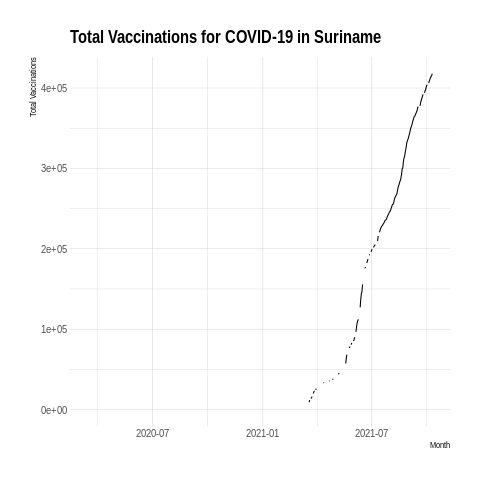 Total Vaccinations for COVID-19 in Suriname
Total Vaccinations
4e+05
3e+05
2e+05
1e+05
0e+00
2020-07
2021-01
2021-07
Month